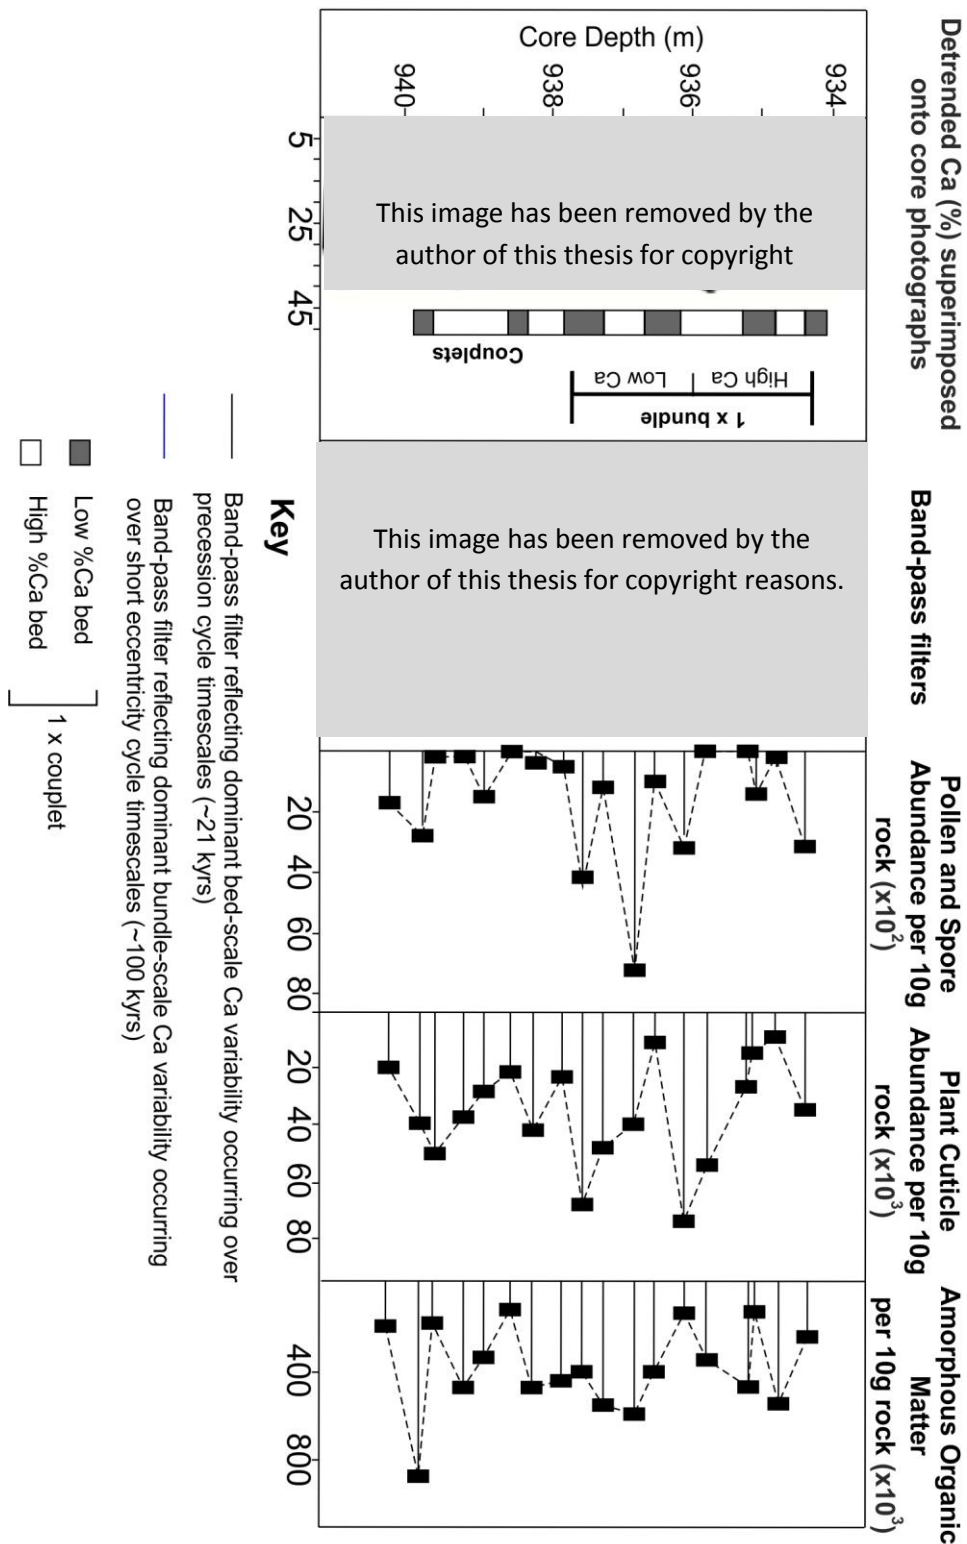 Detrended Ca (%) superimposed
onto core photographs
Band-pass filters
Pollen and Spore
Abundance per 10g
rock (x10²)
Plant Cuticle
Abundance per 10g
rock (x10³)
Amorphous Organic
Matter
per 10g rock (x10³)
Core Depth (m)
934
936
938
940
This image has been removed by the
author of this thesis for copyright
Couplets
High Ca
Low Ca
1 x bundle
This image has been removed by the
author of this thesis for copyright reasons.
5
25
45
20
40
60
80
20
40
60
80
400
800
Key
Band-pass filter reflecting dominant bed-scale Ca variability occurring over
precession cycle timescales (~21 kyrs)
Band-pass filter reflecting dominant bundle-scale Ca variability occurring
over short eccentricity cycle timescales (~100 kyrs)
Low %Ca bed
High %Ca bed
1 x couplet